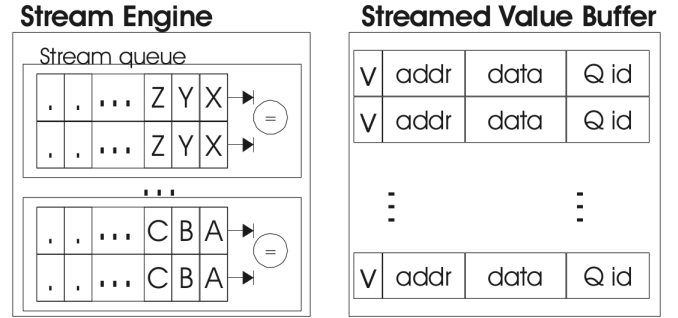 Stream Engine
Stream queue
. . ... Z Y X
=
. . ... Z Y X
...
. . ... C B A
=
. . ... C B A
Streamed Value Buffer
V addr data Q id
V addr data Q id
V addr data Q id